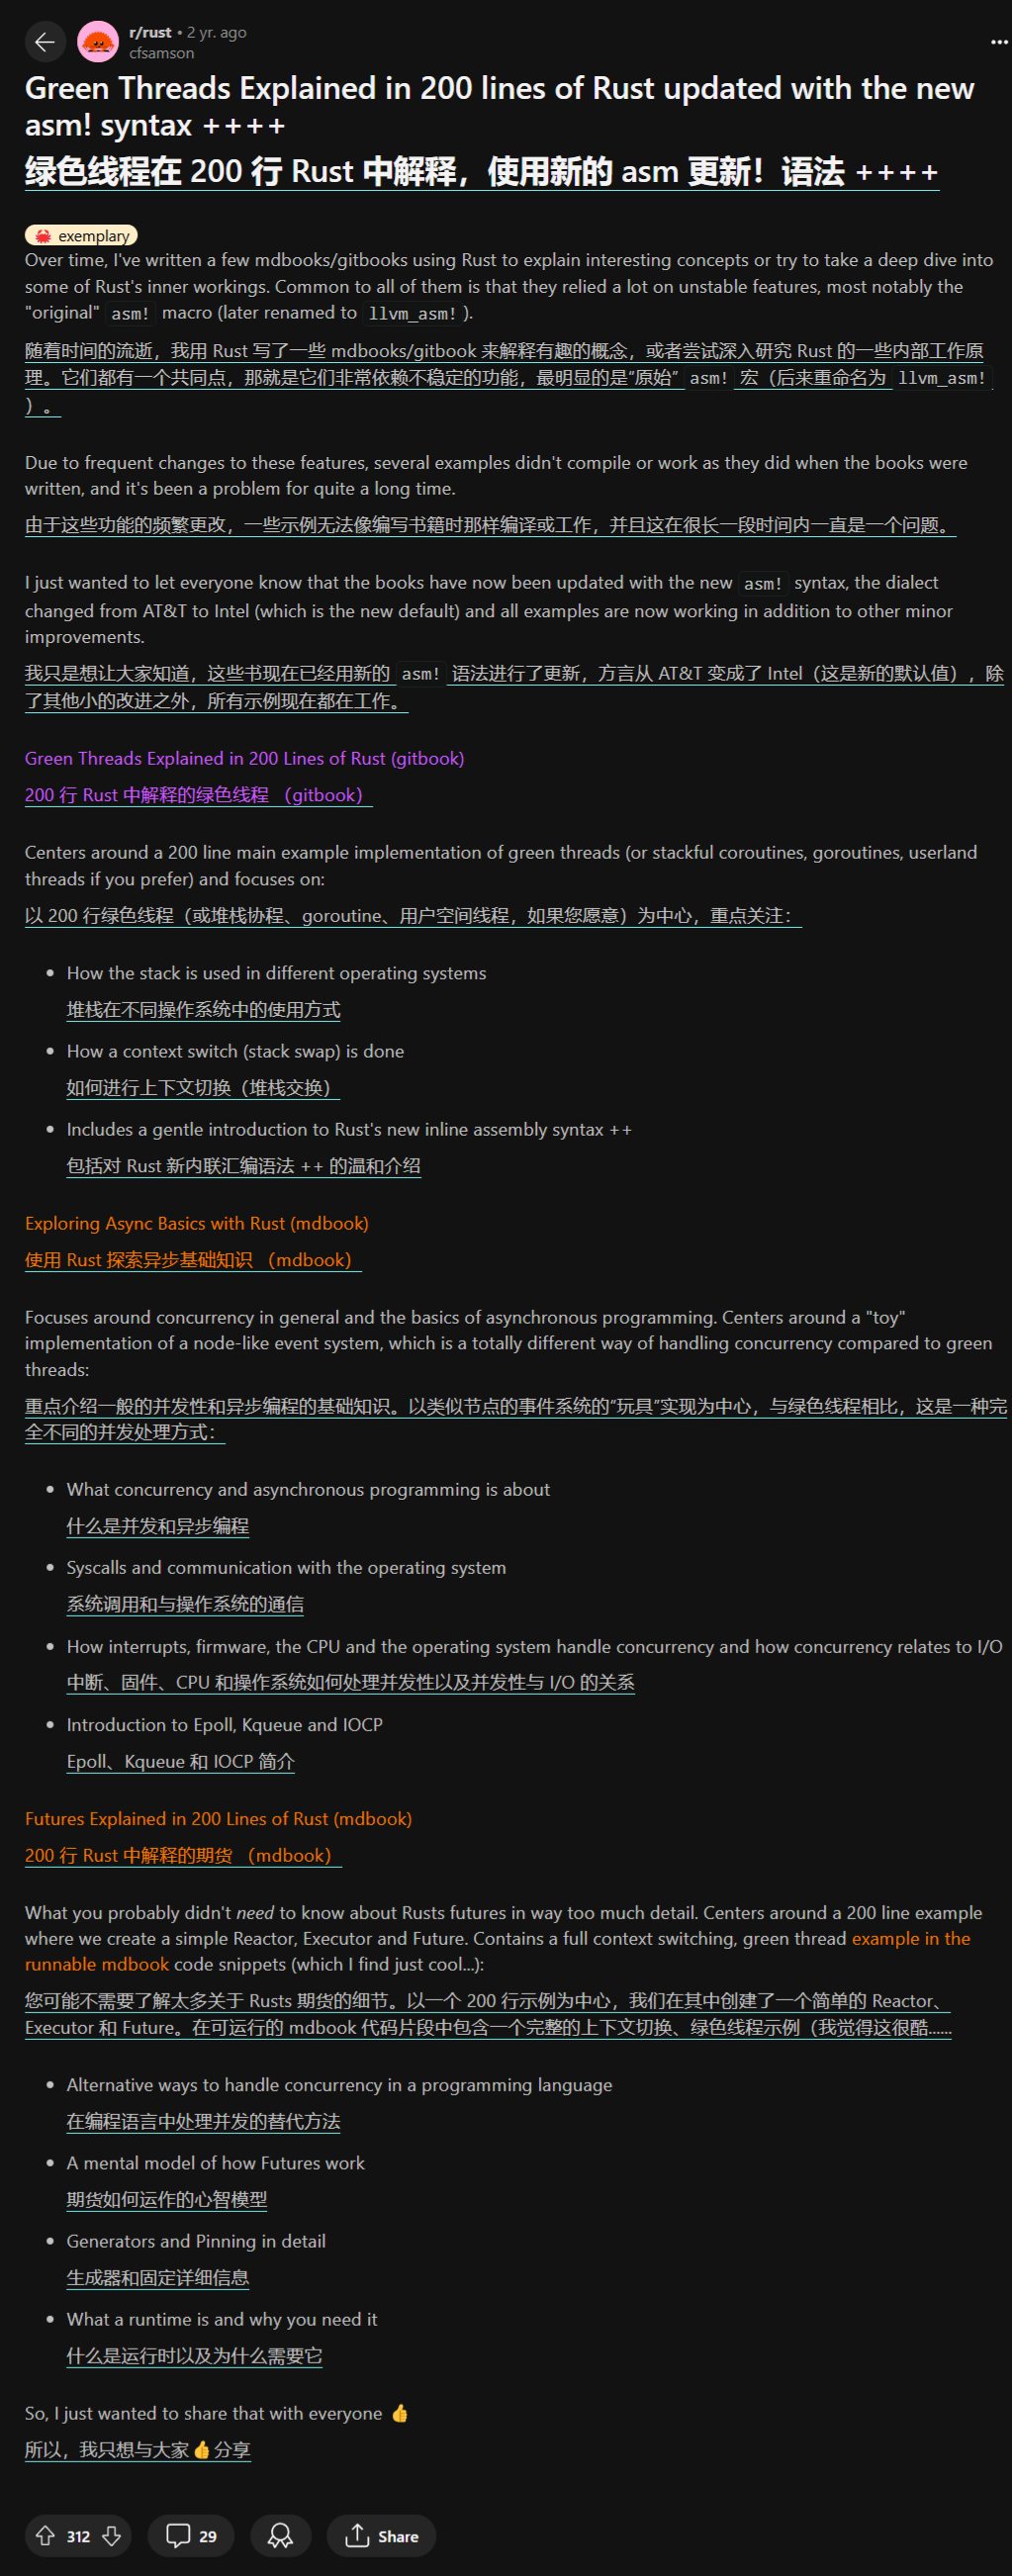 r/rust • 2 yr. ago
cfsamson
Green Threads Explained in 200 lines of Rust updated with the new
asm! syntax ++++
绿色线程在 200 行 Rust 中解释，使用新的 asm 更新！语法 ++++
exemplary
Over time, I've written a few mdbooks/gitbooks using Rust to explain interesting concepts or try to take a deep dive into
some of Rust's inner workings. Common to all of them is that they relied a lot on unstable features, most notably the
"original" asm! macro (later renamed to llvm_asm!).
随着时间的流逝，我用 Rust 写了一些 mdbooks/gitbook 来解释有趣的概念，或者尝试深入研究 Rust 的一些内部工作原
理。它们都有一个共同点，那就是它们非常依赖不稳定的功能，最明显的是“原始” asm! 宏（后来重命名为 llvm_asm!
）。
Due to frequent changes to these features, several examples didn't compile or work as they did when the books were
written, and it's been a problem for quite a long time.
由于这些功能的频繁更改，一些示例无法像编写书籍时那样编译或工作，并且这在很长一段时间内一直是一个问题。
I just wanted to let everyone know that the books have now been updated with the new asm! syntax, the dialect
changed from AT&T to Intel (which is the new default) and all examples are now working in addition to other minor
improvements.
我只是想让大家知道，这些书现在已经用新的 asm! 语法进行了更新，方言从 AT&T 变成了 Intel（这是新的默认值），除
了其他小的改进之外，所有示例现在都在工作。
Green Threads Explained in 200 Lines of Rust (gitbook)
200 行 Rust 中解释的绿色线程 （gitbook）
Centers around a 200 line main example implementation of green threads (or stackful coroutines, goroutines, userland
threads if you prefer) and focuses on:
以 200 行绿色线程（或堆栈协程、goroutine、用户空间线程，如果您愿意）为中心，重点关注：
• How the stack is used in different operating systems
堆栈在不同操作系统中的使用方式
• How a context switch (stack swap) is done
如何进行上下文切换（堆栈交换）
• Includes a gentle introduction to Rust's new inline assembly syntax ++
包括对 Rust 新内联汇编语法 ++ 的温和介绍
Exploring Async Basics with Rust (mdbook)
使用 Rust 探索异步基础知识 （mdbook）
Focuses around concurrency in general and the basics of asynchronous programming. Centers around a "toy"
implementation of a node-like event system, which is a totally different way of handling concurrency compared to green
threads:
重点介绍一般的并发性和异步编程的基础知识。以类似节点的事件系统的“玩具”实现为中心，与绿色线程相比，这是一种完
全不同的并发处理方式：
• What concurrency and asynchronous programming is about
什么是并发和异步编程
• Syscalls and communication with the operating system
系统调用和与操作系统的通信
• How interrupts, firmware, the CPU and the operating system handle concurrency and how concurrency relates to I/O
中断、固件、CPU 和操作系统如何处理并发性以及并发性与 I/O 的关系
• Introduction to Epoll, Kqueue and IOCP
Epoll、Kqueue 和 IOCP 简介
Futures Explained in 200 Lines of Rust (mdbook)
200 行 Rust 中解释的期货 （mdbook）
What you probably didn't need to know about Rusts futures in way too much detail. Centers around a 200 line example
where we create a simple Reactor, Executor and Future. Contains a full context switching, green thread example in the
runnable mdbook code snippets (which I find just cool...):
您可能不需要了解太多关于 Rusts 期货的细节。以一个 200 行示例为中心，我们在其中创建了一个简单的 Reactor、
Executor 和 Future。在可运行的 mdbook 代码片段中包含一个完整的上下文切换、绿色线程示例（我觉得这很酷......
• Alternative ways to handle concurrency in a programming language
在编程语言中处理并发的替代方法
• A mental model of how Futures work
期货如何运作的心智模型
• Generators and Pinning in detail
生成器和固定详细信息
• What a runtime is and why you need it
什么是运行时以及为什么需要它
So, I just wanted to share that with everyone 👍
所以，我只想与大家👍分享
312 29 Share